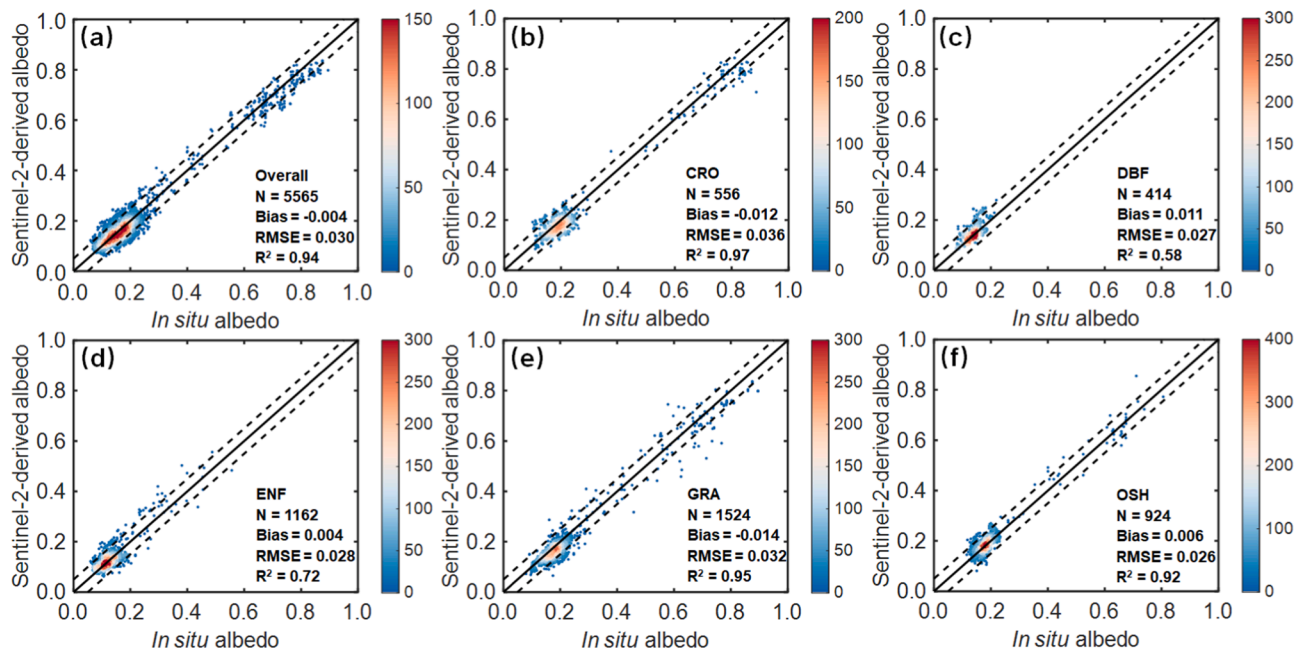 (a)
Sentinel-2-derived albedo
1.0
0.8
0.6
0.4
0.2
0.0
Overall
N = 5565
Bias = -0.004
RMSE = 0.030
R² = 0.94
0.0 0.2 0.4 0.6 0.8 1.0
In situ albedo
150
100
50
0
(b)
Sentinel-2-derived albedo
1.0
0.8
0.6
0.4
0.2
0.0
CRO
N = 556
Bias = -0.012
RMSE = 0.036
R² = 0.97
0.0 0.2 0.4 0.6 0.8 1.0
In situ albedo
200
150
100
50
0
(c)
Sentinel-2-derived albedo
1.0
0.8
0.6
0.4
0.2
0.0
DBF
N = 414
Bias = 0.011
RMSE = 0.027
R² = 0.58
0.0 0.2 0.4 0.6 0.8 1.0
In situ albedo
300
250
200
150
100
50
0
(d)
Sentinel-2-derived albedo
1.0
0.8
0.6
0.4
0.2
0.0
ENF
N = 1162
Bias = 0.004
RMSE = 0.028
R² = 0.72
0.0 0.2 0.4 0.6 0.8 1.0
In situ albedo
300
250
200
150
100
50
0
(e)
Sentinel-2-derived albedo
1.0
0.8
0.6
0.4
0.2
0.0
GRA
N = 1524
Bias = -0.014
RMSE = 0.032
R² = 0.95
0.0 0.2 0.4 0.6 0.8 1.0
In situ albedo
300
250
200
150
100
50
0
(f)
Sentinel-2-derived albedo
1.0
0.8
0.6
0.4
0.2
0.0
OSH
N = 924
Bias = 0.006
RMSE = 0.026
R² = 0.92
0.0 0.2 0.4 0.6 0.8 1.0
In situ albedo
400
300
200
100
0